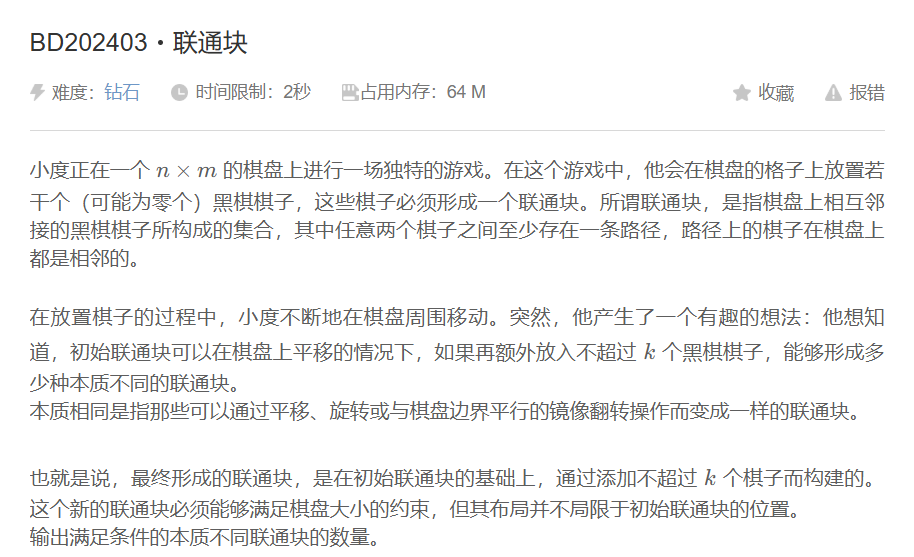 BD202403・联通块
难度：钻石 时间限制：2秒 占用内存：64 M 收藏 报错
小度正在一个 n × m 的棋盘上进行一场独特的游戏。在这个游戏中，他会在棋盘的格子上放置若
干个（可能为零个）黑棋棋子，这些棋子必须形成一个联通块。所谓联通块，是指棋盘上相互邻
接的黑棋棋子所构成的集合，其中任意两个棋子之间至少存在一条路径，路径上的棋子在棋盘上
都是相邻的。
在放置棋子的过程中，小度不断地在棋盘周围移动。突然，他产生了一个有趣的想法：他想知
道，初始联通块可以在棋盘上平移的情况下，如果再额外放入不超过 k 个黑棋棋子，能够形成多
少种本质不同的联通块。
本质相同是指那些可以通过平移、旋转或与棋盘边界平行的镜像翻转操作而变成一样的联通块。
也就是说，最终形成的联通块，是在初始联通块的基础上，通过添加不超过 k 个棋子而构建的。
这个新的联通块必须能够满足棋盘大小的约束，但其布局并不局限于初始联通块的位置。
输出满足条件的本质不同联通块的数量。